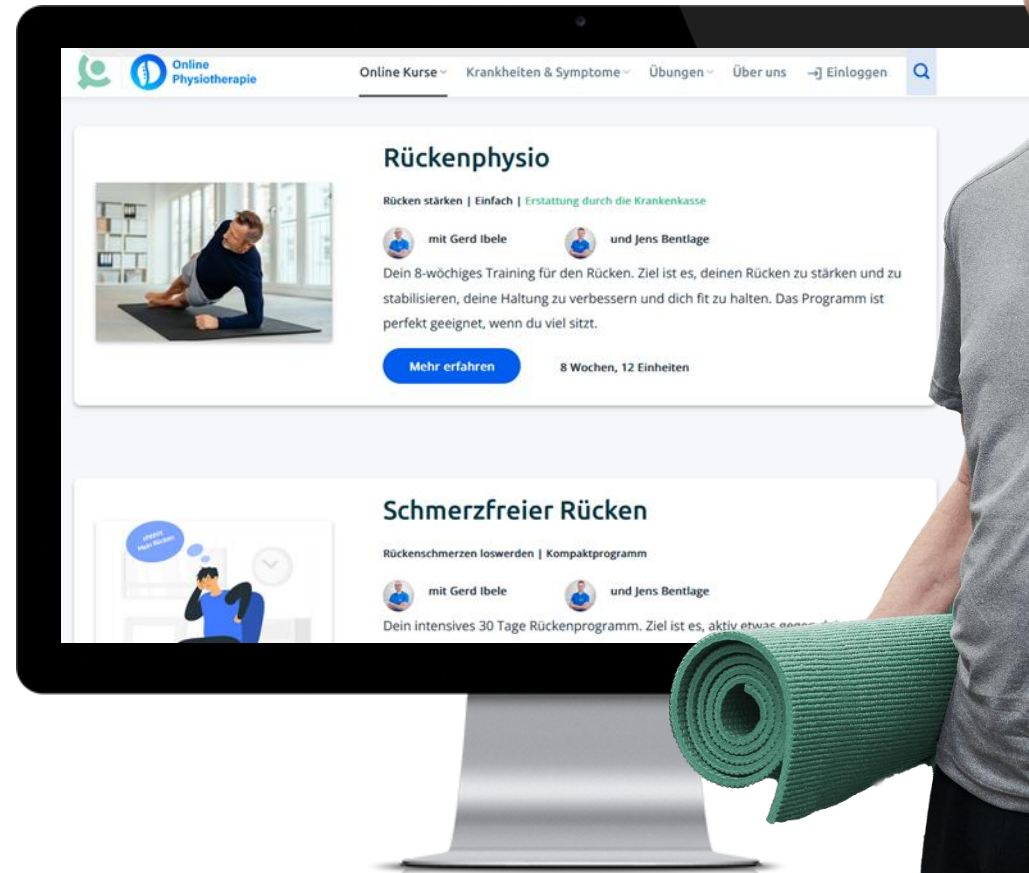 Online
Physiotherapie
Online Kurse Krankheiten & Symptome Übungen Über uns Einloggen
Rückenphysio
Rücken stärken | Einfach | Erstattung durch die Krankenkasse
mit Gerd Ibele und Jens Bentlage
Dein 8-wöchiges Training für den Rücken. Ziel ist es, deinen Rücken zu stärken und zu
stabilisieren, deine Haltung zu verbessern und dich fit zu halten. Das Programm ist
perfekt geeignet, wenn du viel sitzt.
Mehr erfahren 8 Wochen, 12 Einheiten
Schmerzfreier Rücken
Rückenschmerzen loswerden | Kompaktprogramm
Mein Rücken
mit Gerd Ibele und Jens Bentlage
Dein intensives 30 Tage Rückenprogramm. Ziel ist es, aktiv etwas